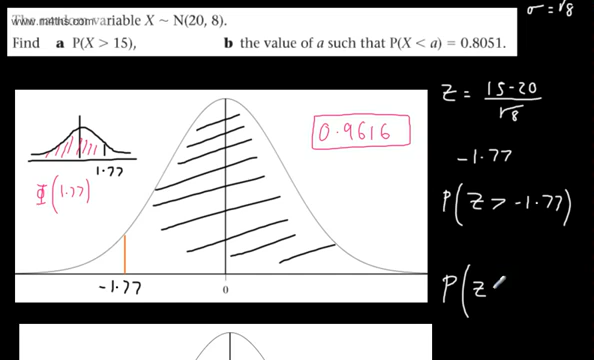 σ = √8
www.m4ths.com variable X ~ N(20, 8).
Find a P(X > 15), b the value of a such that P(X < a) = 0.8051.
z = 15-20 / √8
0.9616
1.77
-1.77
Φ(1.77)
P(Z > -1.77)
-1.77
0
P(z